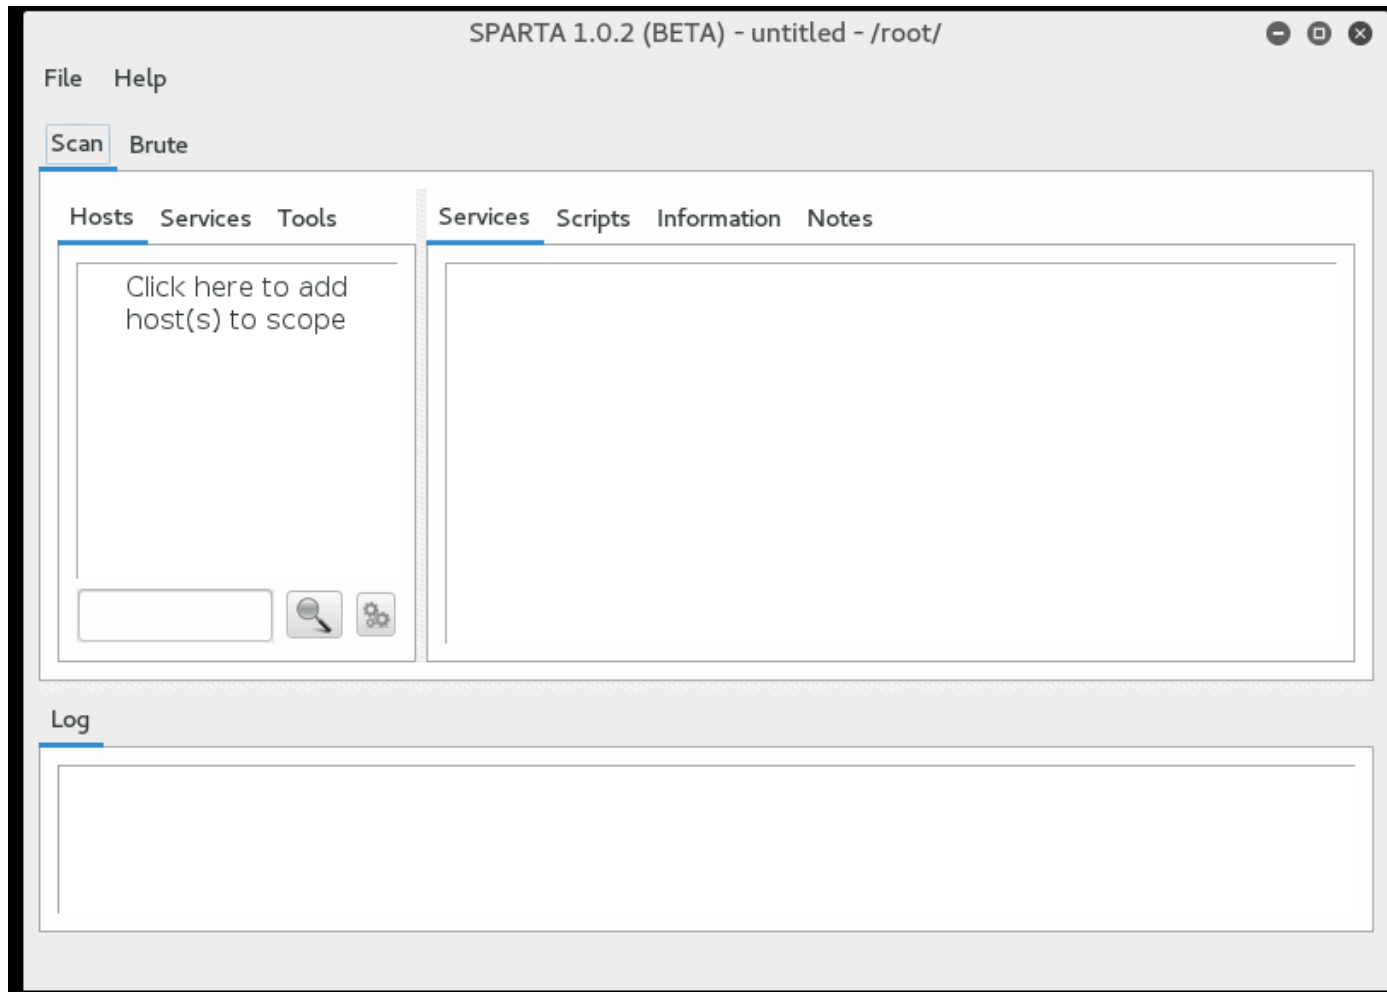 SPARTA 1.0.2 (BETA) - untitled - /root/
File Help
Scan Brute
Hosts Services Tools
Services Scripts Information Notes
Click here to add
host(s) to scope
Log